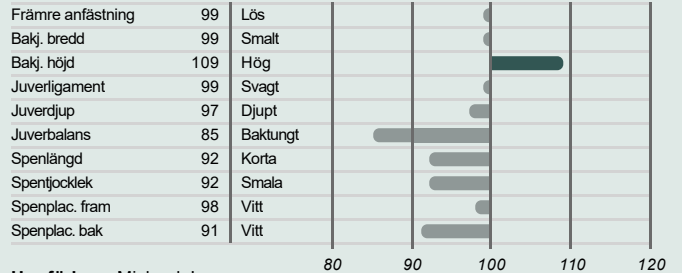 Främre anfästning 99 Lös
Bakj. bredd 99 Smalt
Bakj. höjd 109 Hög
Juverligament 99 Svagt
Juverdjup 97 Djupt
Juverbalans 85 Baktungt
Spenlängd 92 Korta
Spentjocklek 92 Smala
Spenplac. fram 98 Vitt
Spenplac. bak 91 Vitt
80 90 100 110 120